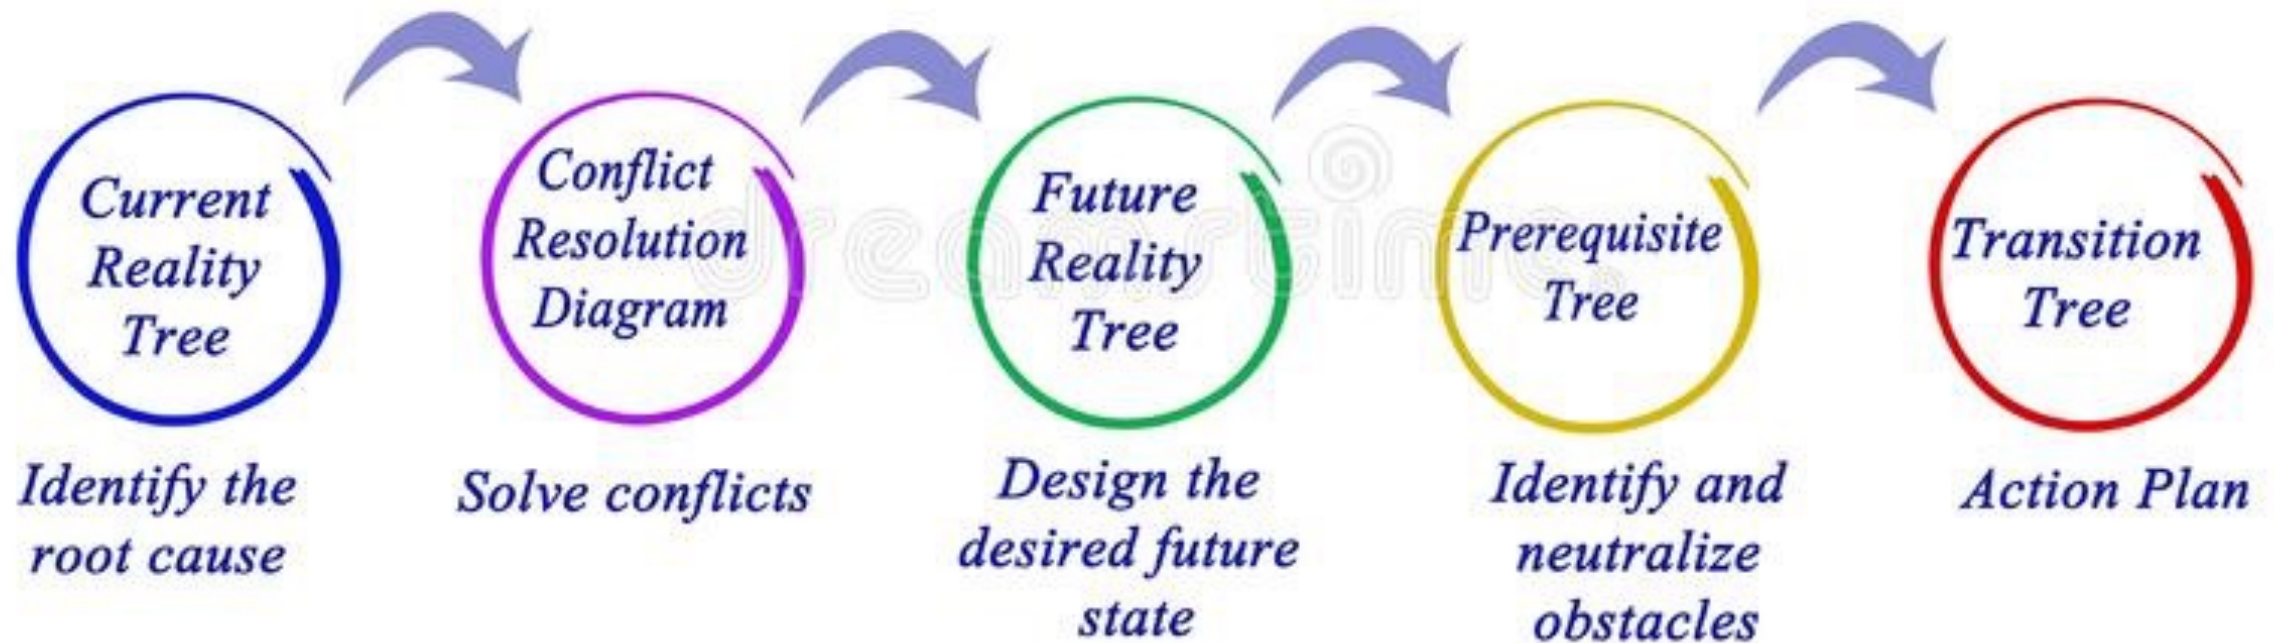 Current
Reality
Tree
Identify the
root cause
Conflict
Resolution
Diagram
Solve conflicts
Future
Reality
Tree
Design the
desired future
state
Prerequisite
Tree
Identify and
neutralize
obstacles
Transition
Tree
Action Plan
dreamstime.